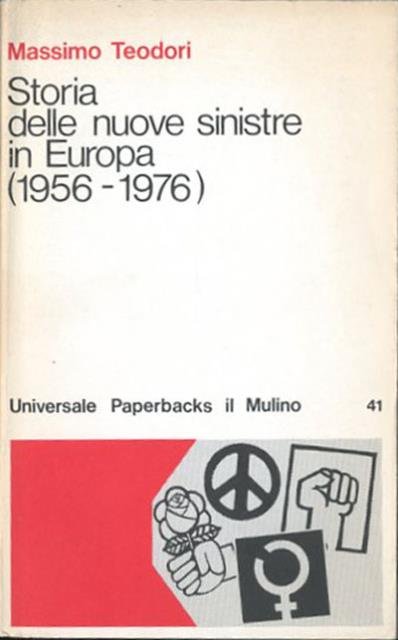 Massimo Teodori
Storia
delle nuove sinistre
in Europa
(1956-1976)
Universale Paperbacks il Mulino 41